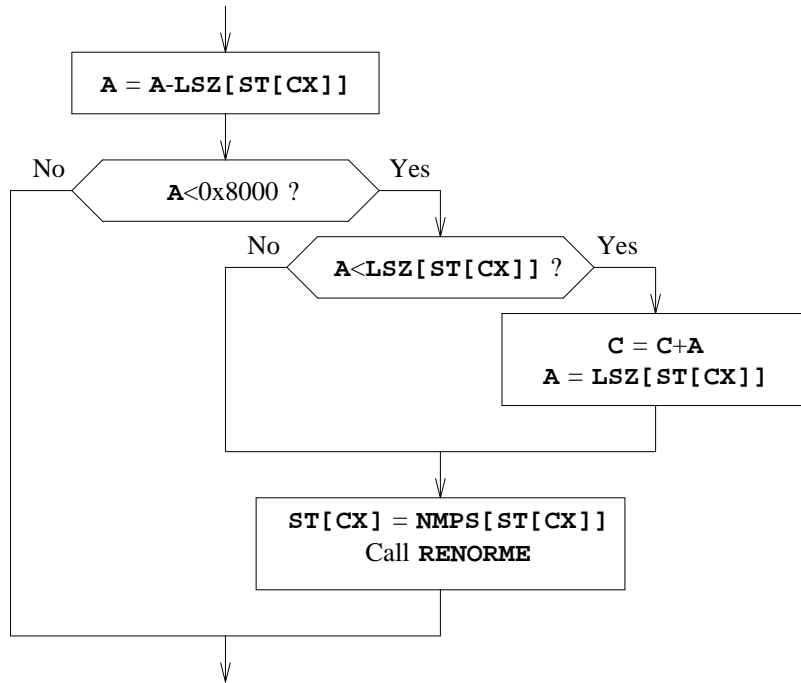 A = A-LSZ[ST[CX]]
No
Yes
A<0x8000 ?
No
Yes
A<LSZ[ST[CX]] ?
C = C+A
A = LSZ[ST[CX]]
ST[CX] = NMPS[ST[CX]]
Call RENORME